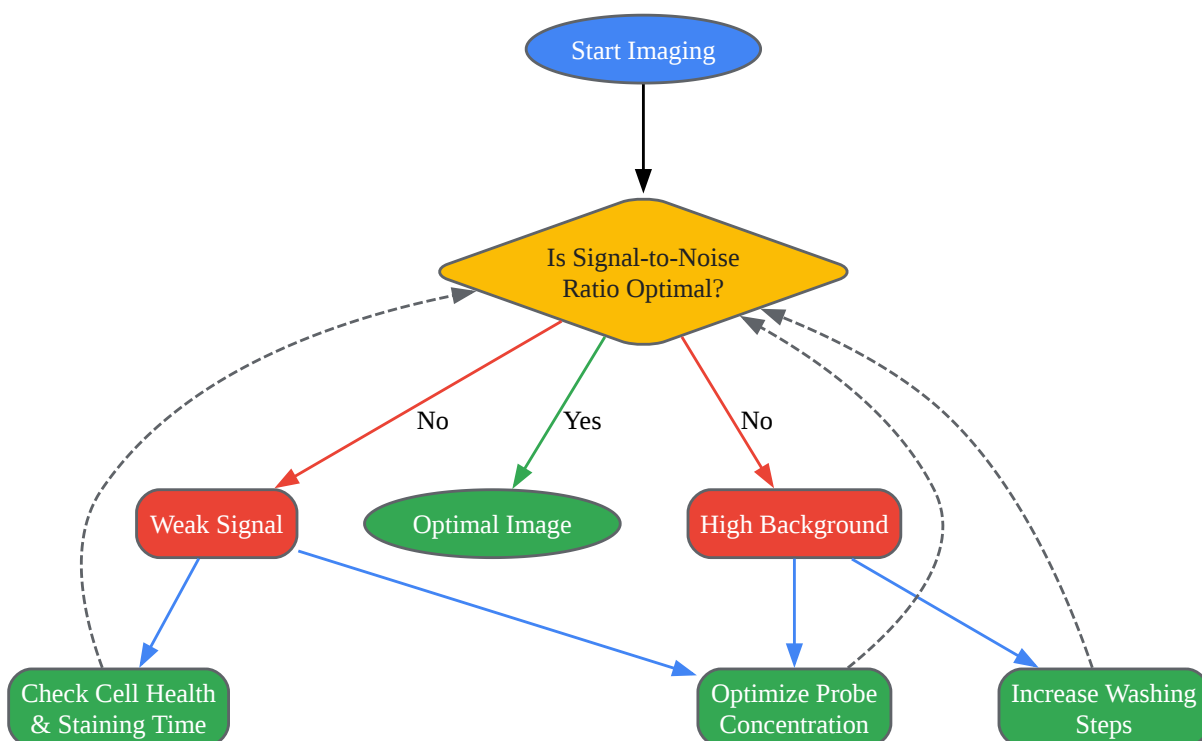 Start Imaging
Is Signal-to-Noise
Ratio Optimal?
No
Yes
No
Weak Signal
Optimal Image
High Background
Check Cell Health
& Staining Time
Optimize Probe
Concentration
Increase Washing
Steps